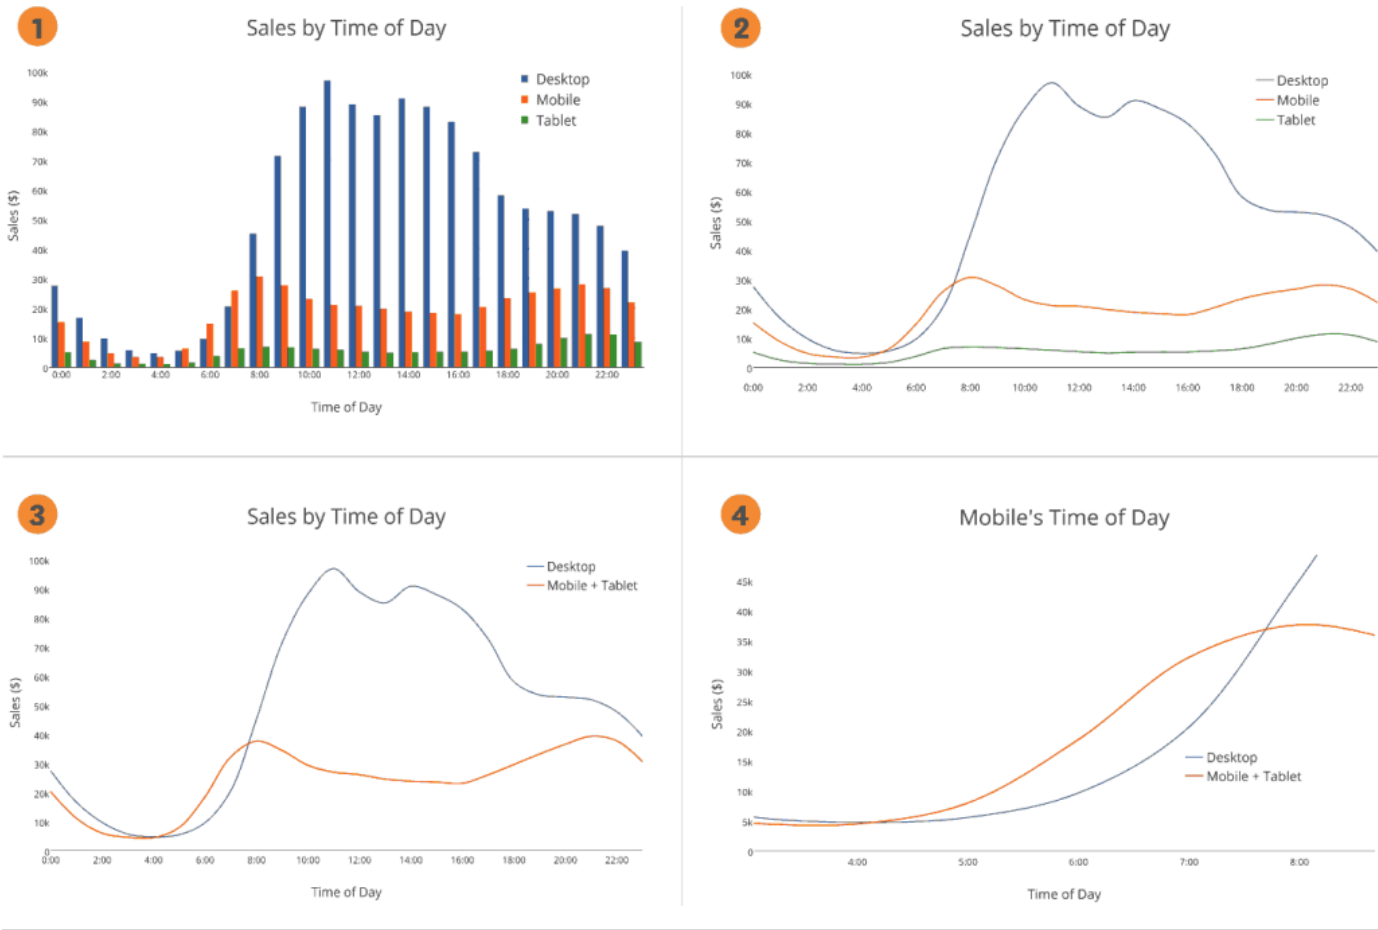 1
Sales by Time of Day
Desktop
Mobile
Tablet
100k
90k
80k
70k
60k
50k
40k
30k
20k
10k
0
Sales ($)
0:00 2:00 4:00 6:00 8:00 10:00 12:00 14:00 16:00 18:00 20:00 22:00
Time of Day
2
Sales by Time of Day
Desktop
Mobile
Tablet
100k
90k
80k
70k
60k
50k
40k
30k
20k
10k
0
Sales ($)
0:00 2:00 4:00 6:00 8:00 10:00 12:00 14:00 16:00 18:00 20:00 22:00
3
Sales by Time of Day
Desktop
Mobile + Tablet
100k
90k
80k
70k
60k
50k
40k
30k
20k
10k
0
Sales ($)
0:00 2:00 4:00 6:00 8:00 10:00 12:00 14:00 16:00 18:00 20:00 22:00
Time of Day
4
Mobile's Time of Day
45k
40k
35k
30k
25k
20k
15k
10k
5k
0
Sales ($)
Desktop
Mobile + Tablet
4:00 5:00 6:00 7:00 8:00
Time of Day